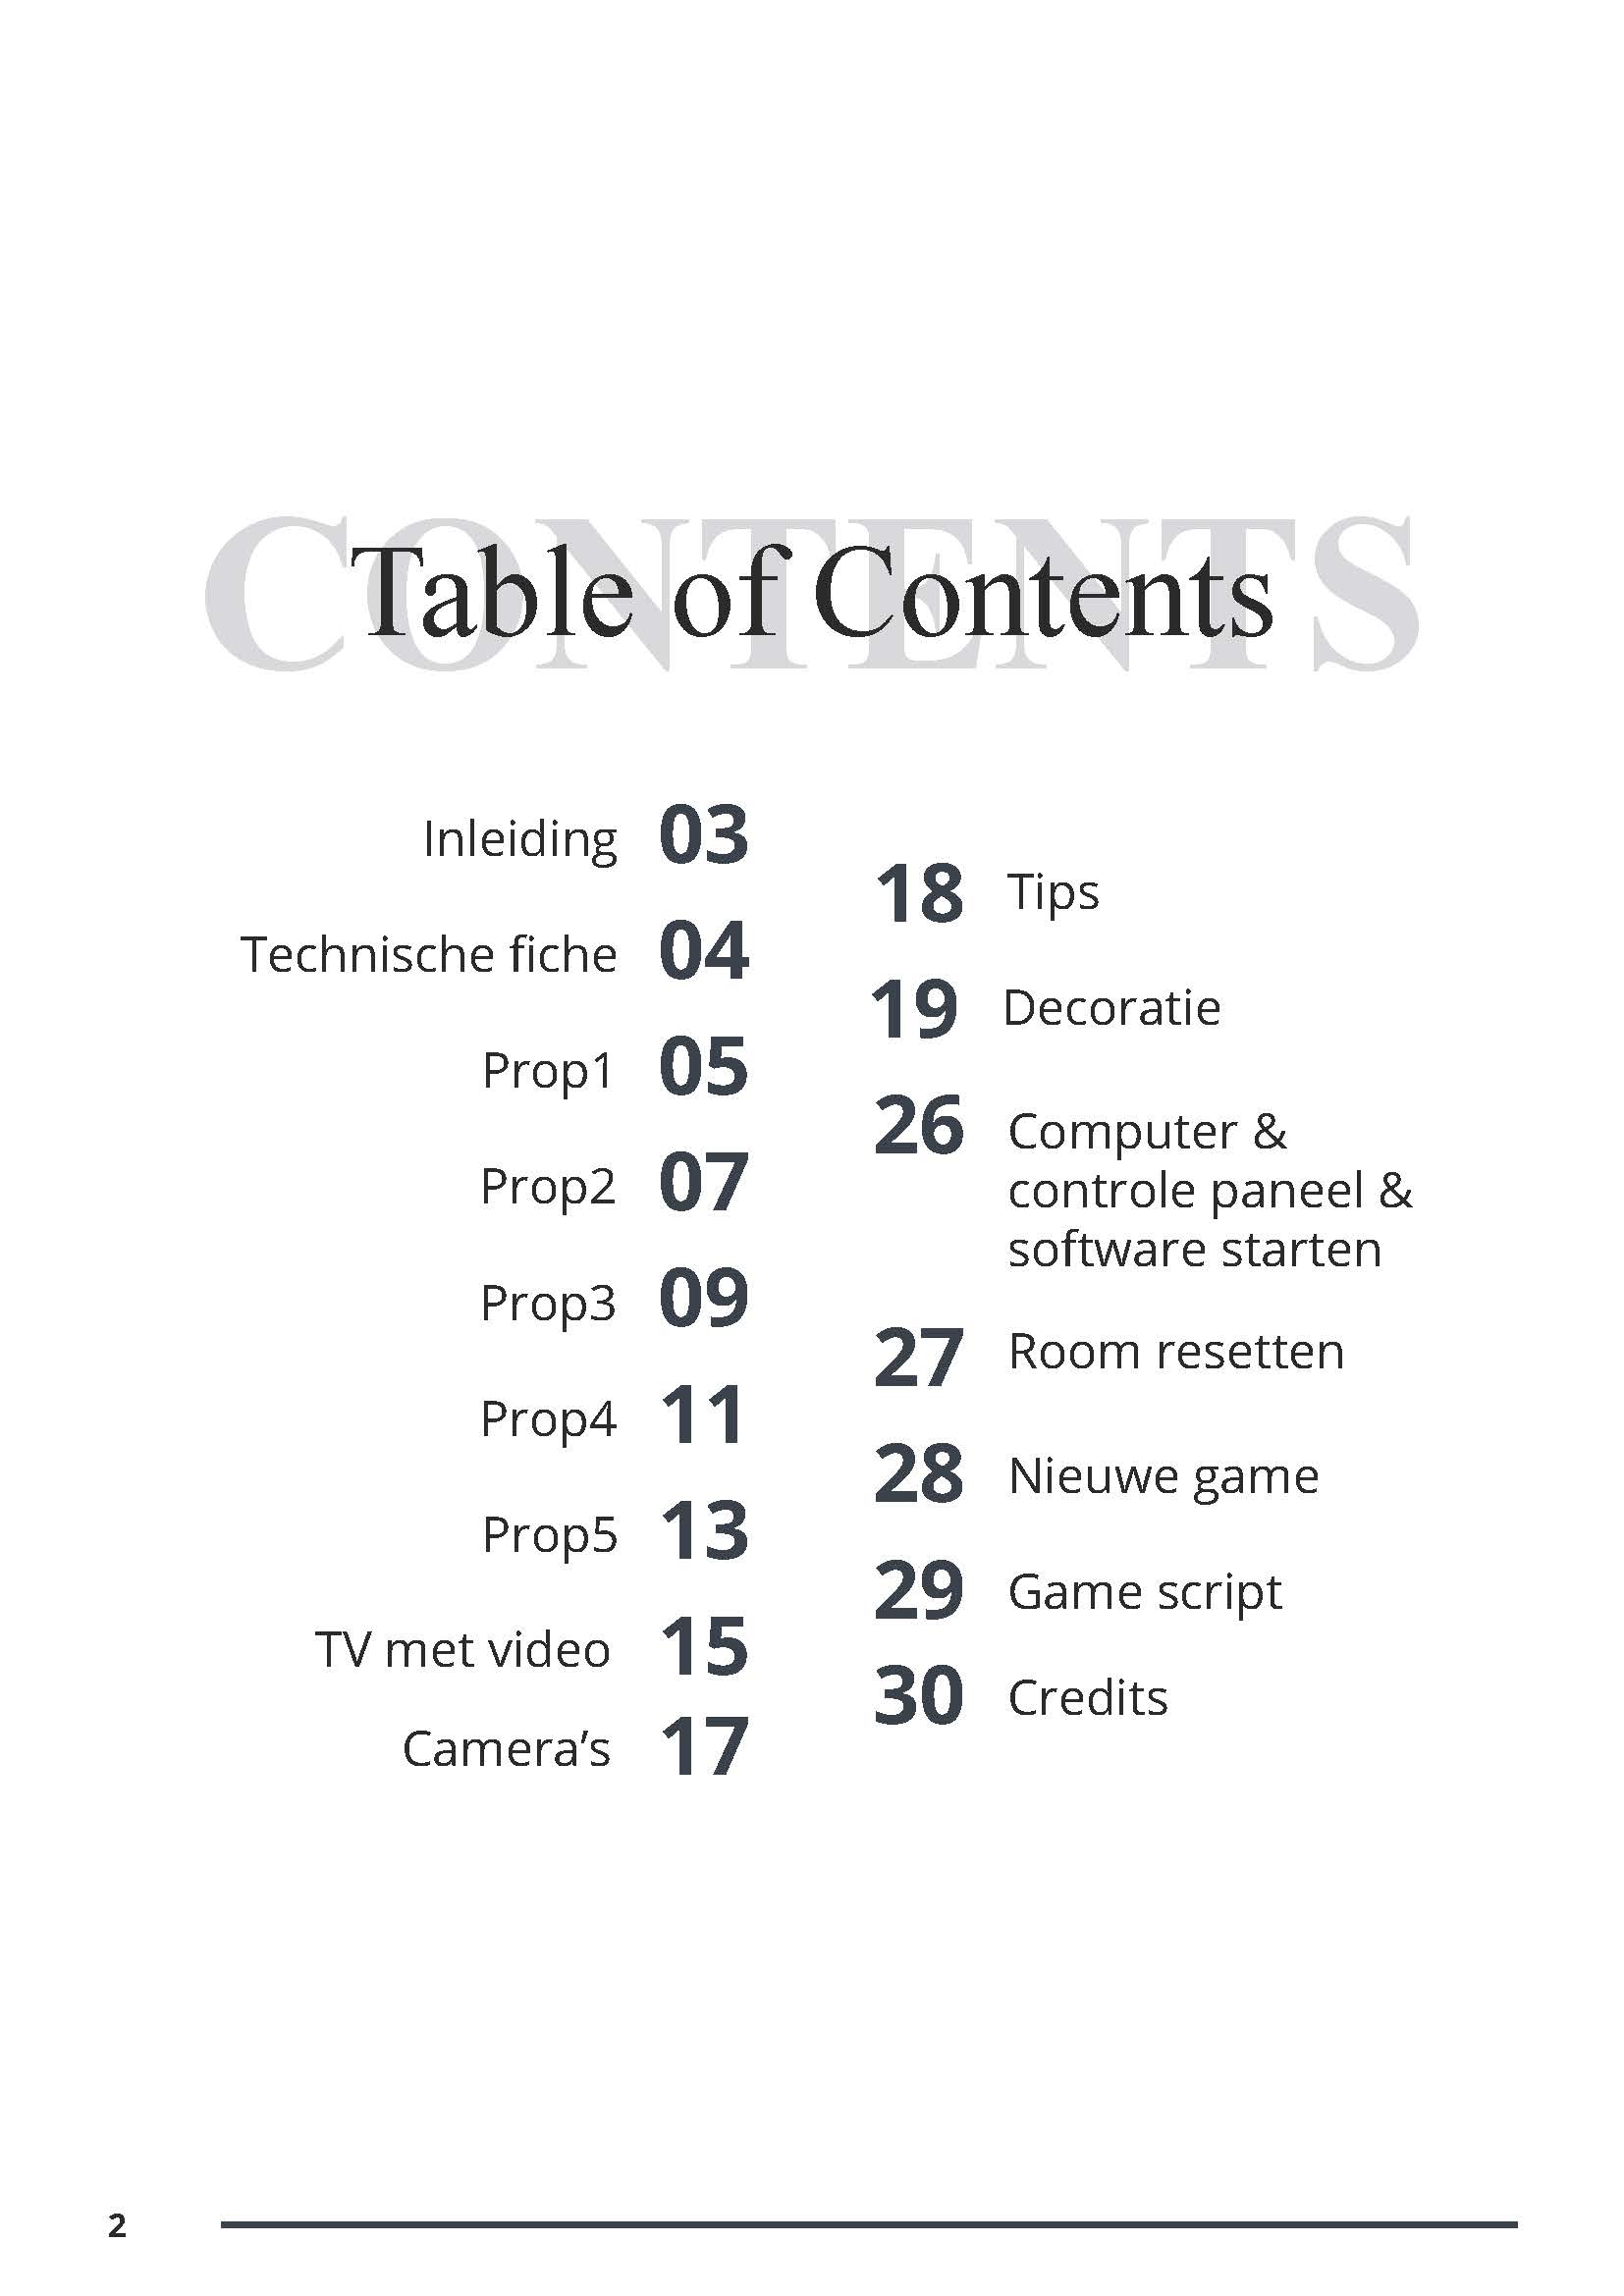 CONTENTS
Table of Contents
Inleiding 03
Technische fiche 04
Prop1 05
Prop2 07
Prop3 09
Prop4 11
Prop5 13
TV met video 15
Camera’s 17
18 Tips
19 Decoratie
26 Computer &
controle paneel &
software starten
27 Room resetten
28 Nieuwe game
29 Game script
30 Credits
2